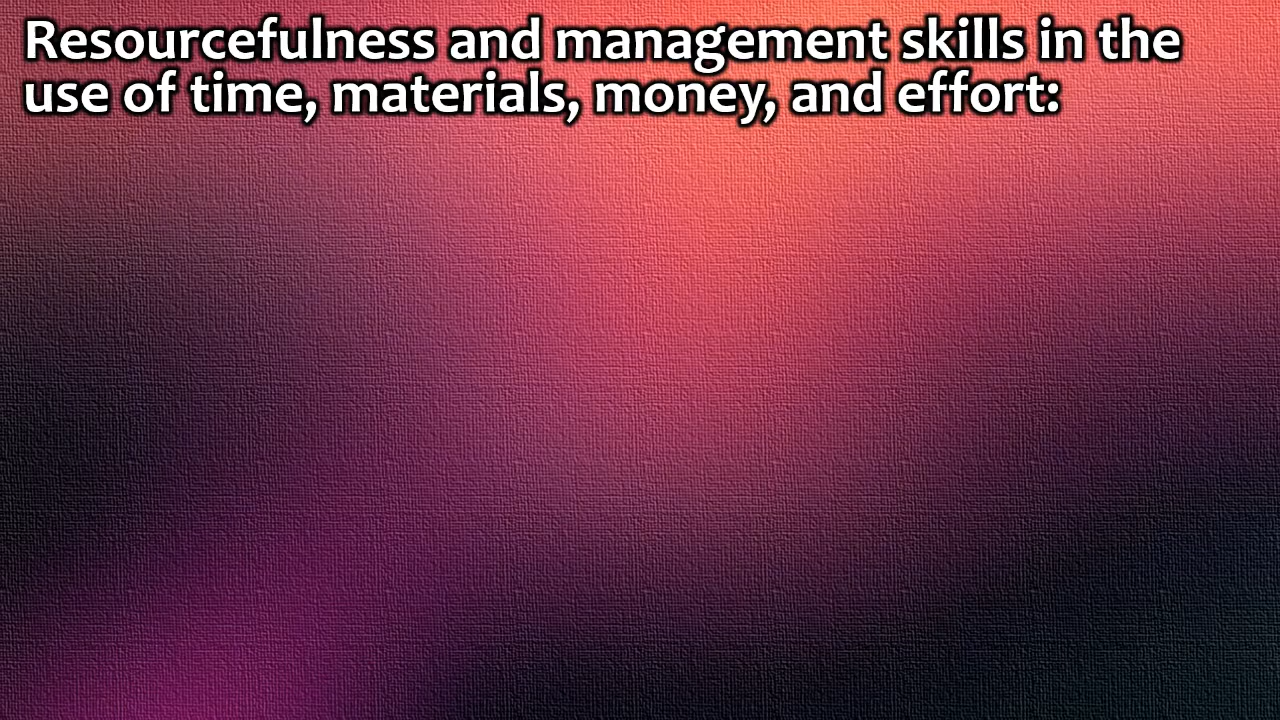 Resourcefulness and management skills in the
use of time, materials, money, and effort: